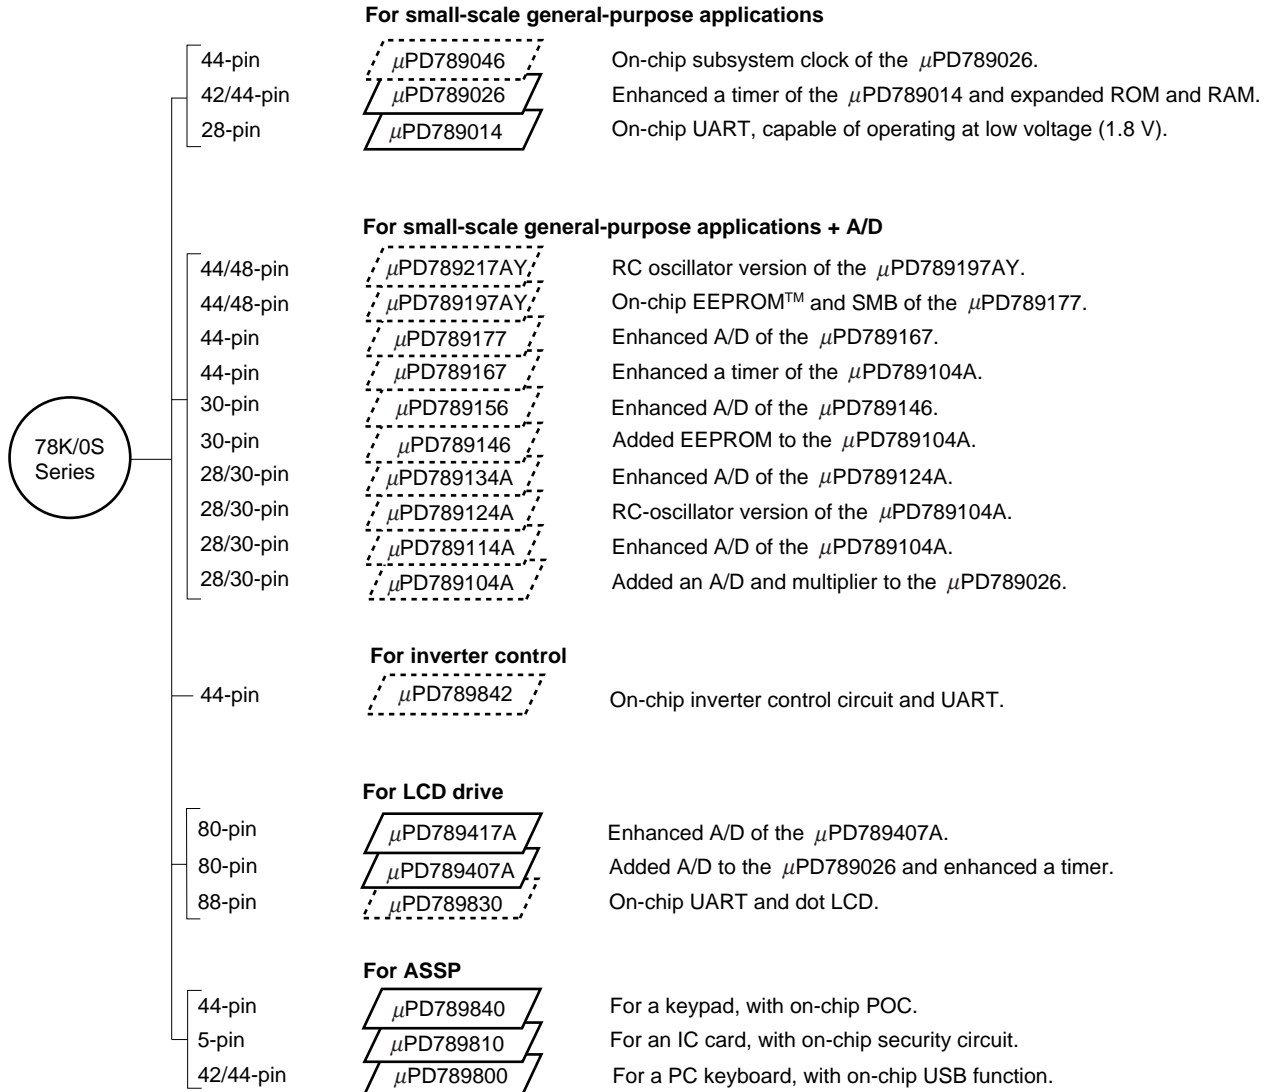 For small-scale general-purpose applications
44-pin μPD789046 On-chip subsystem clock of the μPD789026.
42/44-pin μPD789026 Enhanced a timer of the μPD789014 and expanded ROM and RAM.
28-pin μPD789014 On-chip UART, capable of operating at low voltage (1.8 V).
For small-scale general-purpose applications + A/D
44/48-pin μPD789217AY RC oscillator version of the μPD789197AY.
44/48-pin μPD789197AY On-chip EEPROM™ and SMB of the μPD789177.
44-pin μPD789177 Enhanced A/D of the μPD789167.
44-pin μPD789167 Enhanced a timer of the μPD789104A.
30-pin μPD789156 Enhanced A/D of the μPD789146.
78K/0S
Series
30-pin μPD789146 Added EEPROM to the μPD789104A.
28/30-pin μPD789134A Enhanced A/D of the μPD789124A.
28/30-pin μPD789124A RC-oscillator version of the μPD789104A.
28/30-pin μPD789114A Enhanced A/D of the μPD789104A.
28/30-pin μPD789104A Added an A/D and multiplier to the μPD789026.
For inverter control
44-pin μPD789842 On-chip inverter control circuit and UART.
For LCD drive
80-pin μPD789417A Enhanced A/D of the μPD789407A.
80-pin μPD789407A Added A/D to the μPD789026 and enhanced a timer.
88-pin μPD789830 On-chip UART and dot LCD.
For ASSP
44-pin μPD789840 For a keypad, with on-chip POC.
5-pin μPD789810 For an IC card, with on-chip security circuit.
42/44-pin μPD789800 For a PC keyboard, with on-chip USB function.